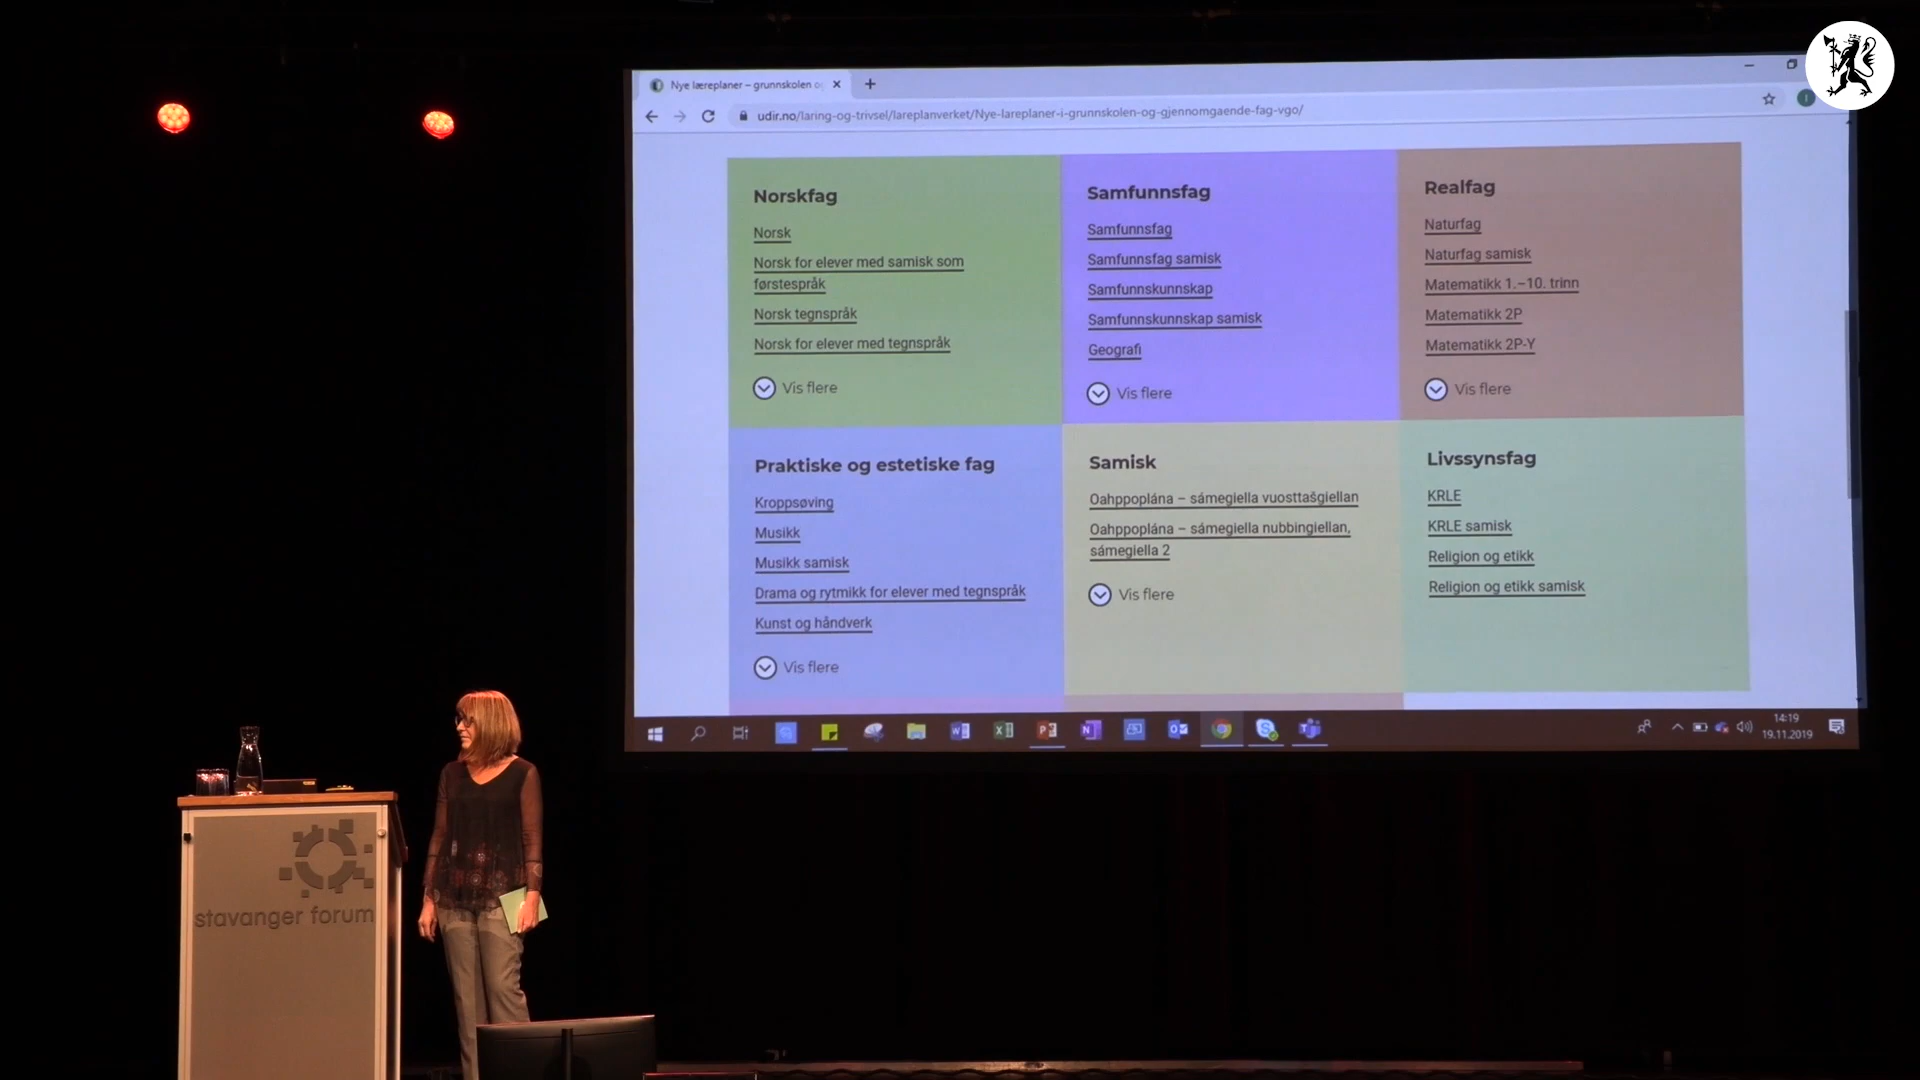 Nye læreplaner – grunnskolen o
udir.no/laring-og-trivsel/lareplanverket/Nye-lareplaner-i-grunnskolen-og-gjennomgaende-fag-vgo/
Norskfag
Norsk
Norsk for elever med samisk som
førstespråk
Norsk tegnspråk
Norsk for elever med tegnspråk
Vis flere
Samfunnsfag
Samfunnsfag
Samfunnsfag samisk
Samfunnskunnskap
Samfunnskunnskap samisk
Geografi
Vis flere
Realfag
Naturfag
Naturfag samisk
Matematikk 1.–10. trinn
Matematikk 2P
Matematikk 2P-Y
Vis flere
Praktiske og estetiske fag
Kroppsøving
Musikk
Musikk samisk
Drama og rytmikk for elever med tegnspråk
Kunst og håndverk
Vis flere
Samisk
Oahppoplána – sámegiella vuosttašgiellan
Oahppoplána – sámegiella nubbingiellan,
sámegiella 2
Vis flere
Livssynsfag
KRLE
KRLE samisk
Religion og etikk
Religion og etikk samisk
14:19
19.11.2019
stavanger forum